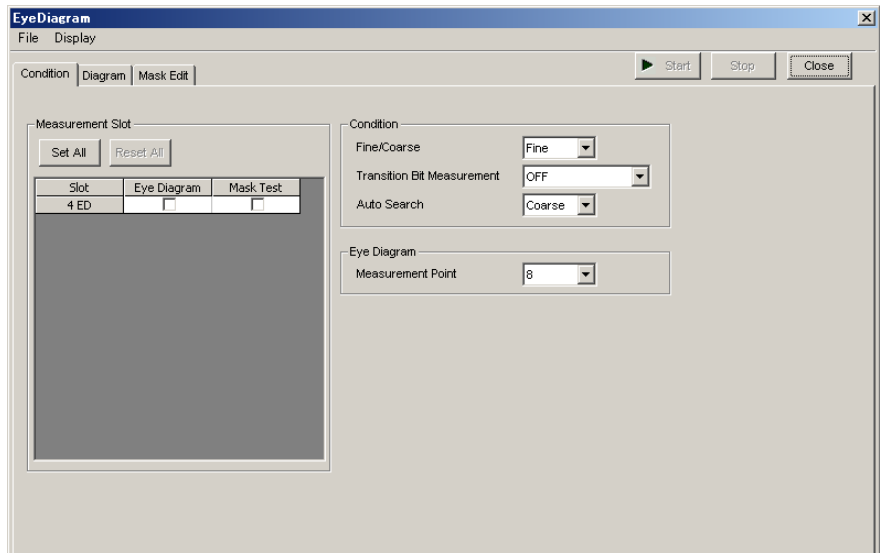 EyeDiagram
File Display
Start Stop Close
Condition Diagram Mask Edit
Measurement Slot
Set All Reset All
Slot Eye Diagram Mask Test
4 ED
Condition
Fine/Coarse Fine
Transition Bit Measurement OFF
Auto Search Coarse
Eye Diagram
Measurement Point 8